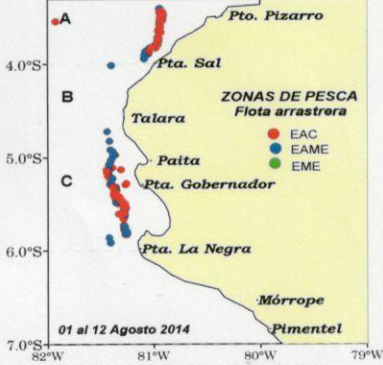 A
Pto. Pizarro
4.0°S
Pta. Sal
B
ZONAS DE PESCA
Flota arrastrera
Talara
EAC
EAME
EME
5.0°S
Paita
C
Pta. Gobernador
6.0°S
Pta. La Negra
Mórrope
01 al 12 Agosto 2014
Pimentel
7.0°S
82°W
81°W
80°W
79°W